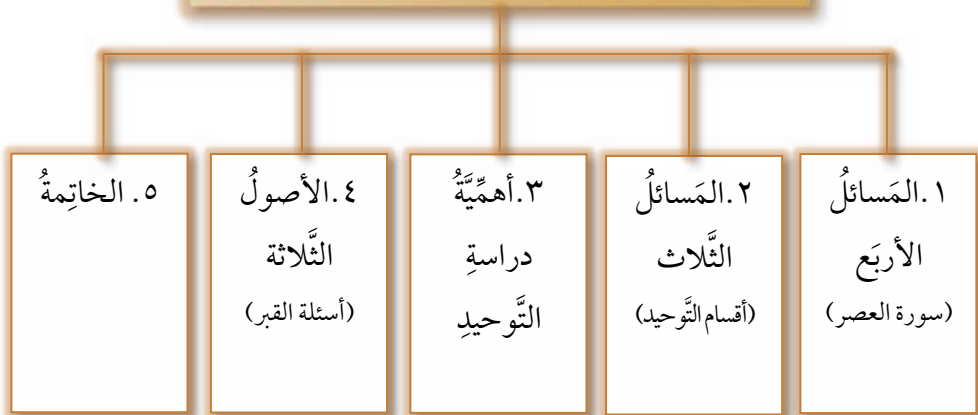 ١.المَسائلُ
الأربَع
(سورة العصر)
٢.المَسائلُ
الثَّلاث
(أقسام التَّوحيد)
٣.أهمِّيَّةُ
دراسةِ
التَّوحيدِ
٤.الأصولُ
الثَّلاثة
(أسئلة القبر)
٥. الخاتِمةُ